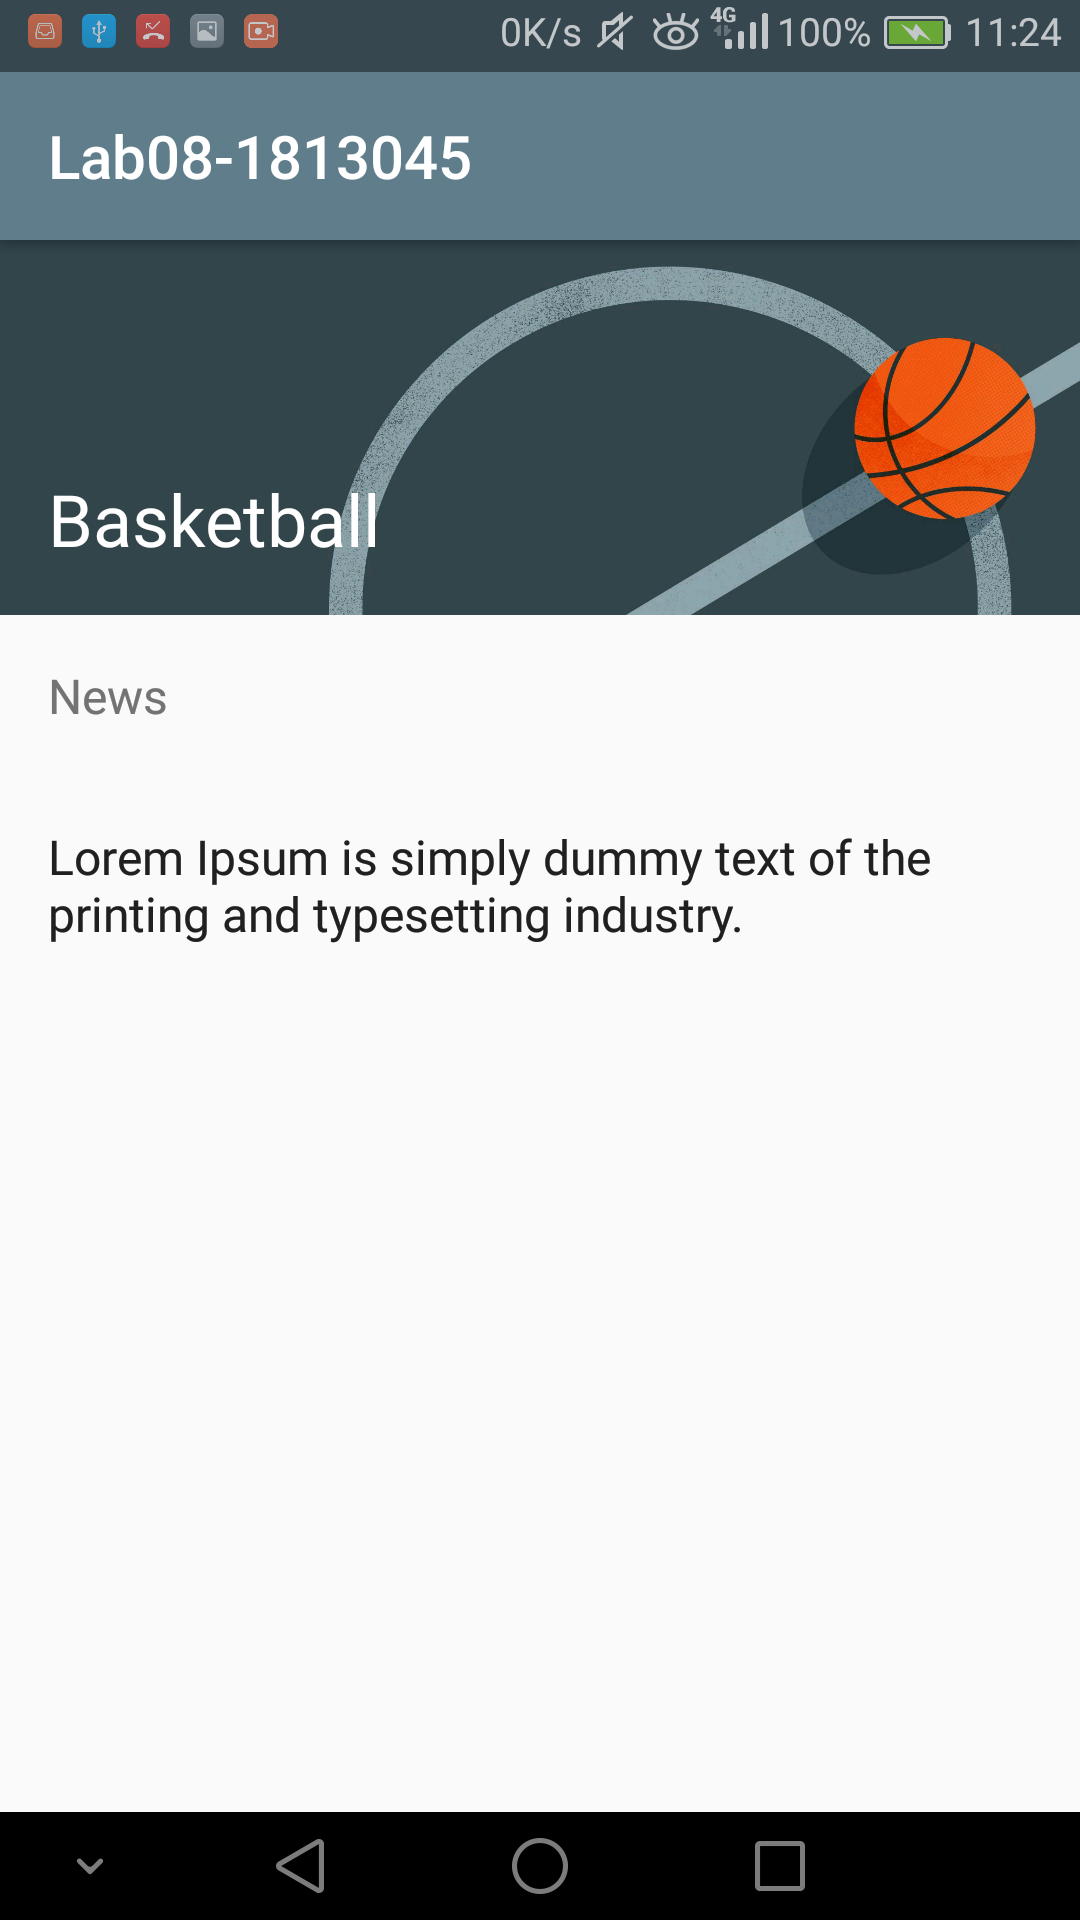 0K/s 4G 100% 11:24
Lab08-1813045
Basketball
News
Lorem Ipsum is simply dummy text of the
printing and typesetting industry.